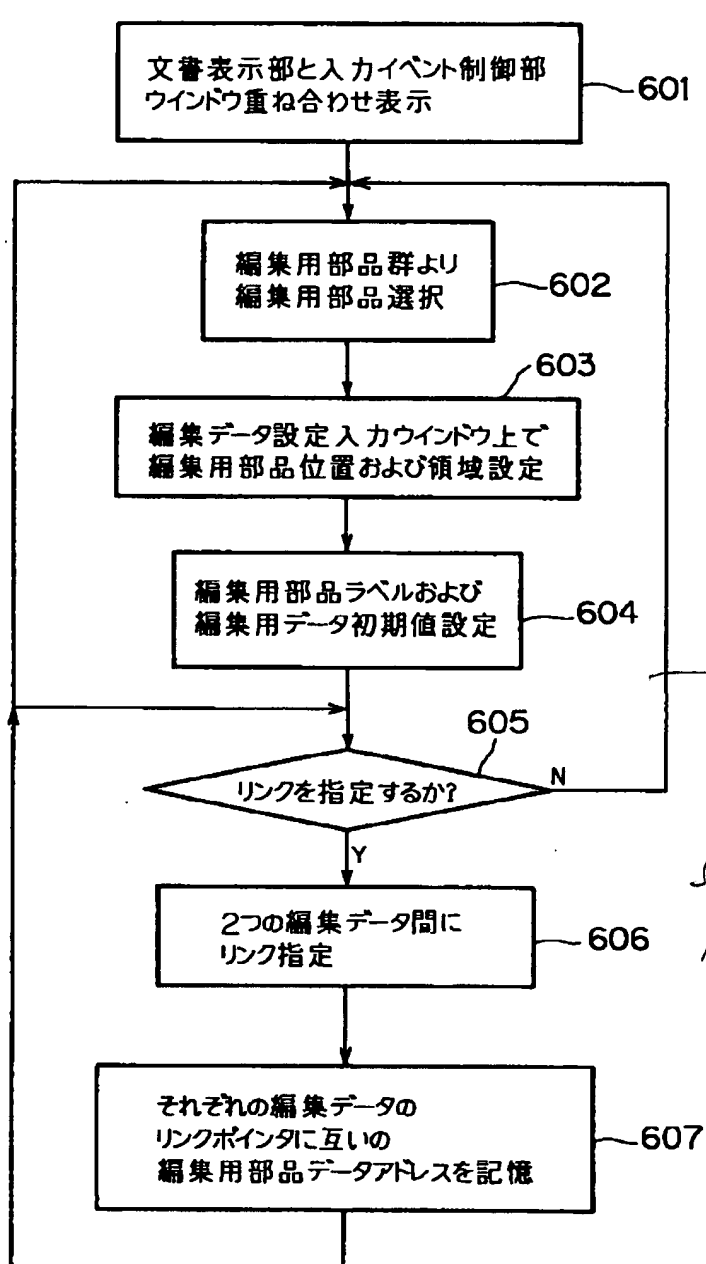 文書表示部と入力イベント制御部
ウインドウ重ね合わせ表示
601
編集用部品群より
編集用部品選択
602
603
編集データ設定入力ウインドウ上で
編集用部品位置および領域設定
編集用部品ラベルおよび
編集用データ初期値設定
604
605
リンクを指定するか?
N
Y
2つの編集データ間に
リンク指定
606
それぞれの編集データの
リンクポインタに互いの
編集用部品データアドレスを記憶
607